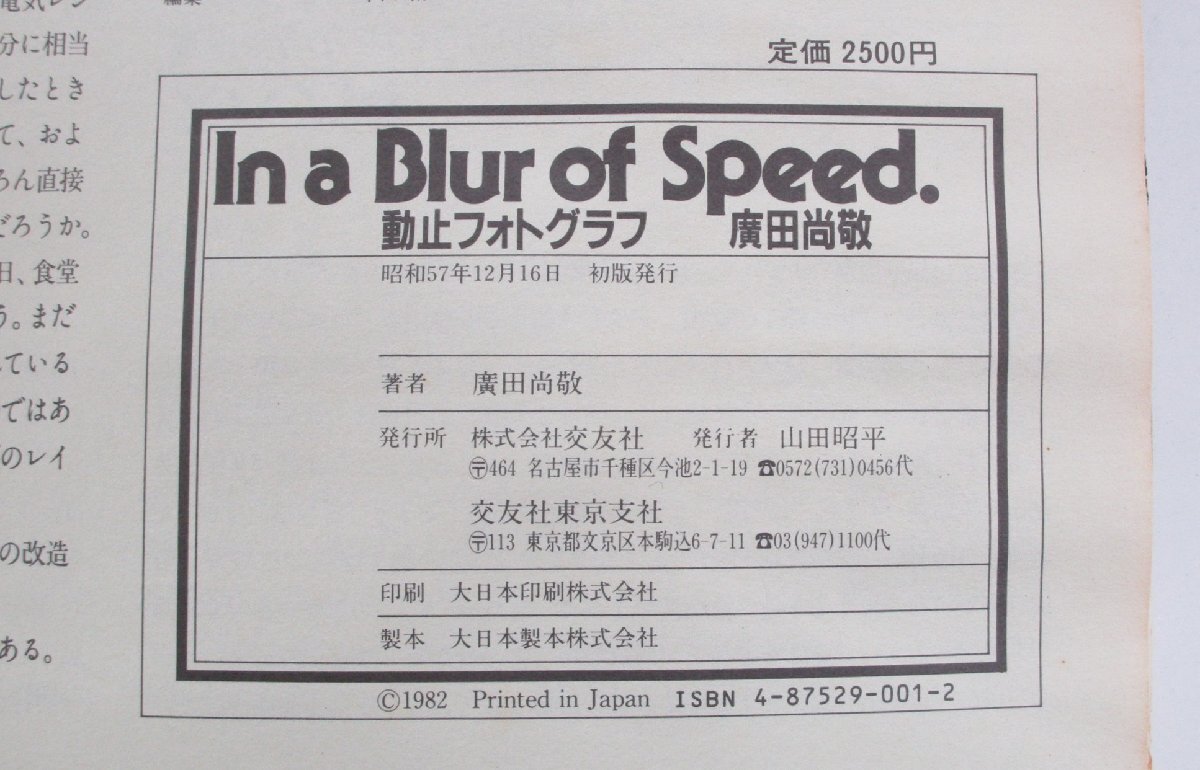 電気レン
分に相当
したとき
て、およ
ろん直接
だろうか。
日、食堂
う。まだ
ている
ではあ
のレイ
の改造
ある。
編集
定価 2500円
In a Blur of Speed.
動止フォトグラフ 廣田尚敬
昭和57年12月16日 初版発行
著者 廣田尚敬
発行所 株式会社交友社 発行者 山田昭平
〶464 名古屋市千種区今池2-1-19 ☎0572(731)0456代
交友社東京支社
〶113 東京都文京区本駒込6-7-11 ☎03(947)1100代
印刷 大日本印刷株式会社
製本 大日本製本株式会社
©1982 Printed in Japan ISBN 4-87529-001-2